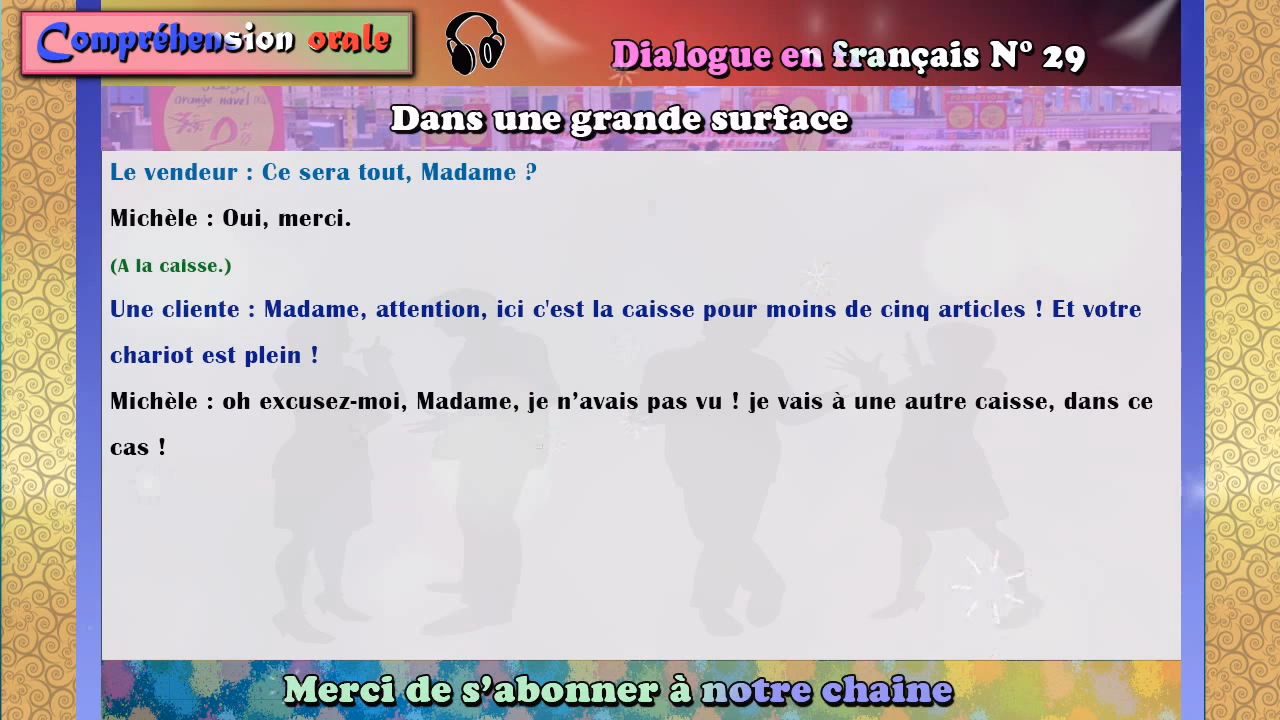 Compréhension orale
Dialogue en français N° 29
orange navel
Dans une grande surface
Le vendeur : Ce sera tout, Madame ?
Michèle : Oui, merci.
(A la caisse.)
Une cliente : Madame, attention, ici c'est la caisse pour moins de cinq articles ! Et votre
chariot est plein !
Michèle : oh excusez-moi, Madame, je n’avais pas vu ! je vais à une autre caisse, dans ce
cas !
Merci de s’abonner à notre chaine